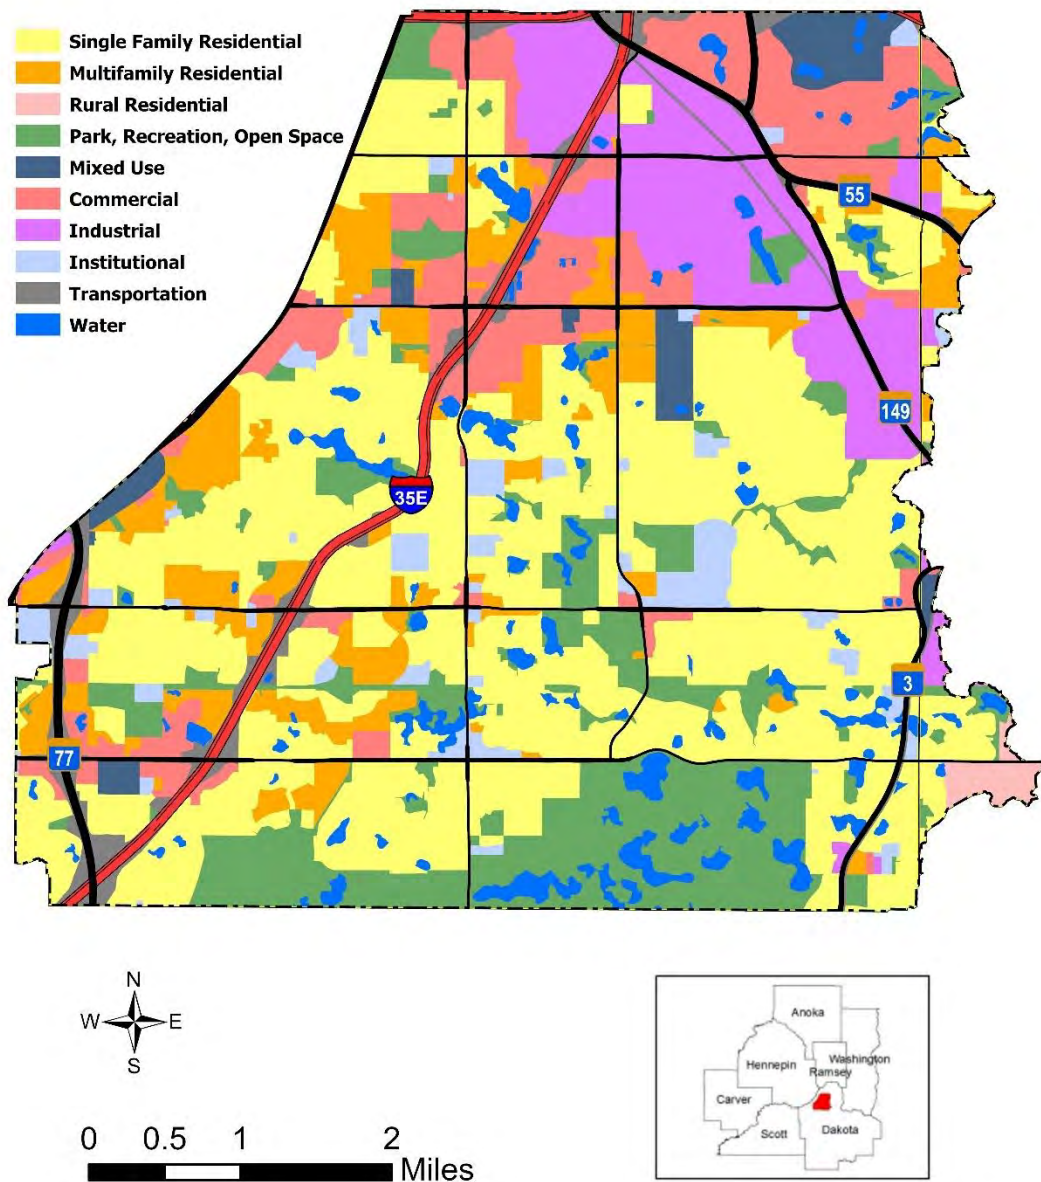 Single Family Residential
Multifamily Residential
Rural Residential
Park, Recreation, Open Space
Mixed Use
Commercial
Industrial
Institutional
Transportation
Water
55
149
35E
3
77
N
W E
S
0 0.5 1 2
Miles
Anoka
Hennepin
Washington
Ramsey
Carver
Scott
Dakota